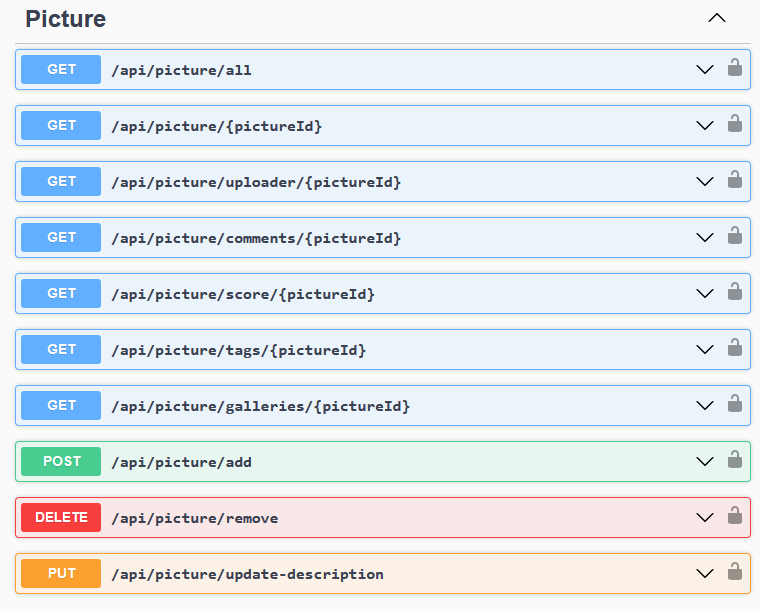 Picture
GET /api/picture/all
GET /api/picture/{pictureId}
GET /api/picture/uploader/{pictureId}
GET /api/picture/comments/{pictureId}
GET /api/picture/score/{pictureId}
GET /api/picture/tags/{pictureId}
GET /api/picture/galleries/{pictureId}
POST /api/picture/add
DELETE /api/picture/remove
PUT /api/picture/update-description